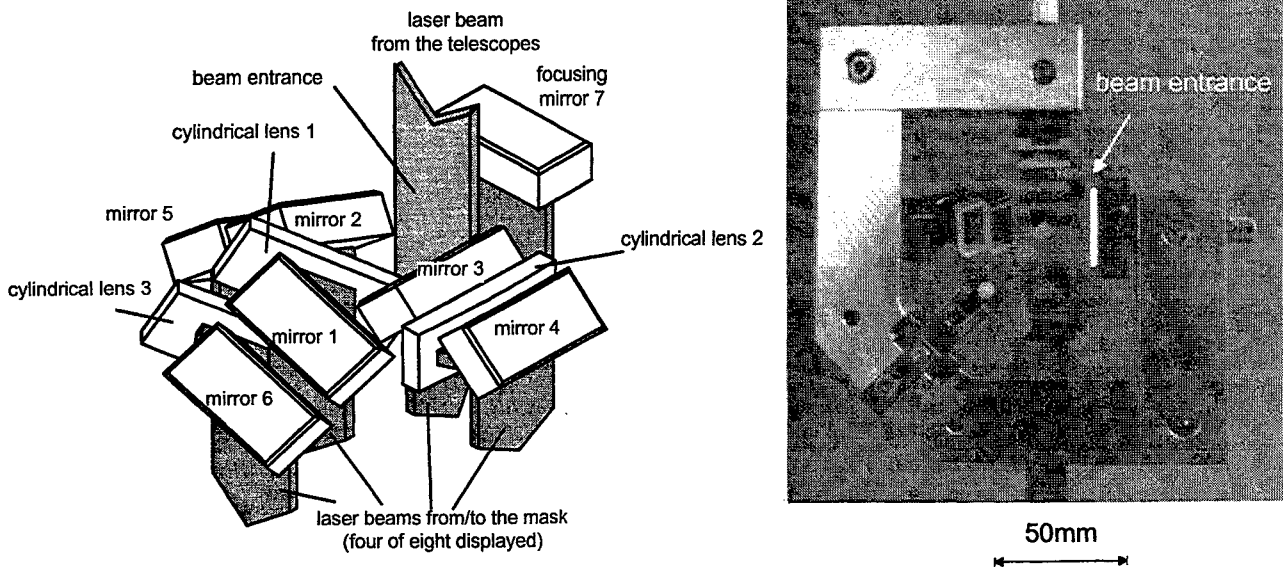 laser beam
from the telescopes
beam entrance
focusing
mirror 7
cylindrical lens 1
mirror 5
mirror 2
cylindrical lens 2
mirror 3
cylindrical lens 3
mirror 1
mirror 4
mirror 6
laser beams from/to the mask
(four of eight displayed)
beam entrance
50mm